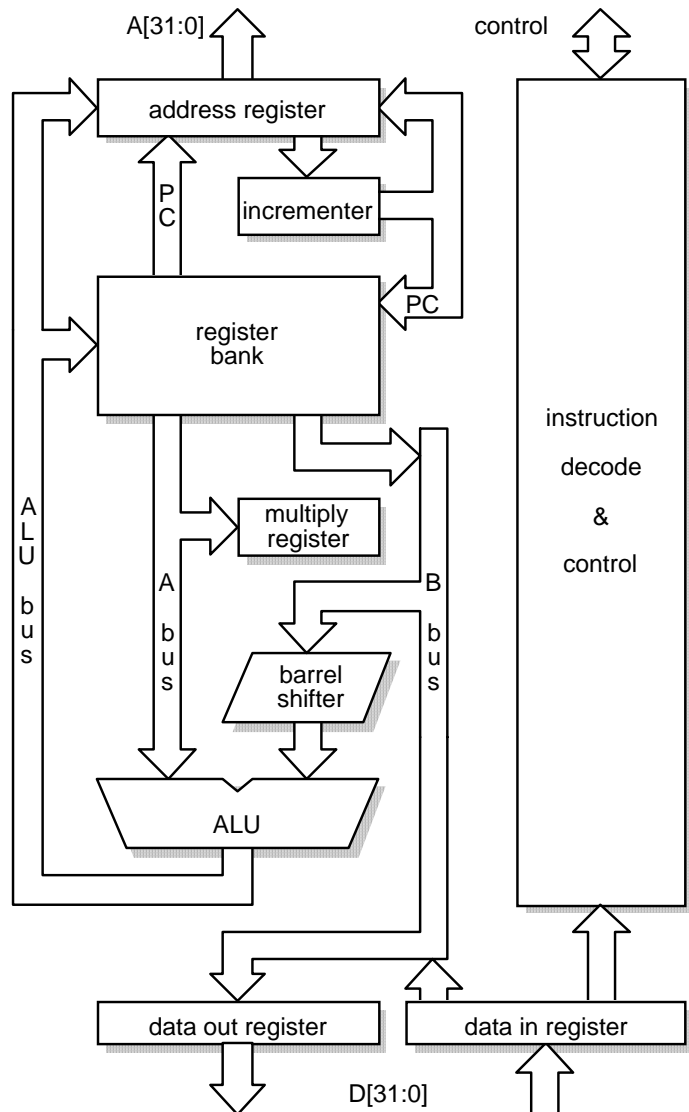 A[31:0]
control
address register
P
C
incrementer
PC
register
bank
instruction
decode
&
control
multiply
register
A
L
U
b
u
s
A
b
u
s
B
b
u
s
barrel
shifter
ALU
data out register
data in register
D[31:0]